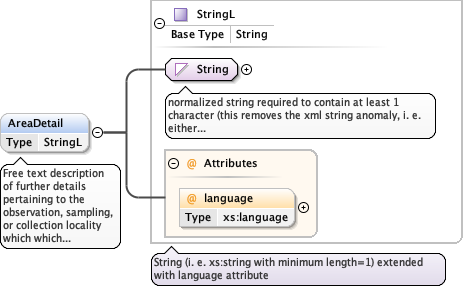 StringL
Base Type String
String
normalized string required to contain at least 1
character (this removes the xml string anomaly, i. e.
either...
AreaDetail
Type StringL
Free text description
of further details
pertaining to the
observation, sampling,
or collection locality
which which...
@ Attributes
@ language
Type xs:language
String (i. e. xs:string with minimum length=1) extended
with language attribute